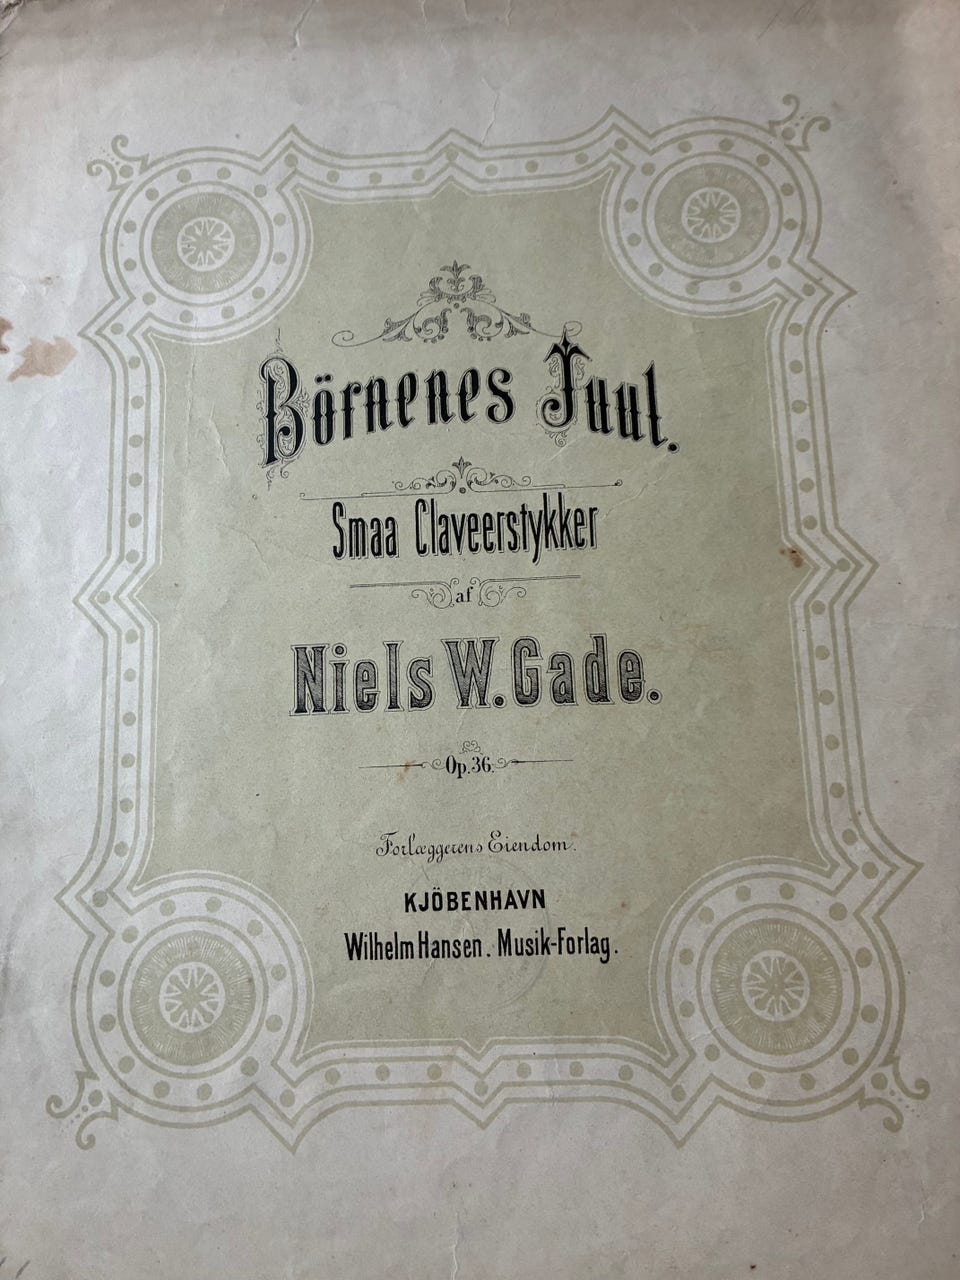 Börnenes Juul.
Smaa Claveerstykker
af
Niels W. Gade.
Op. 36.
Forlæggerens Eiendom.
KJÖBENHAVN
Wilhelm Hansen. Musik-Forlag.